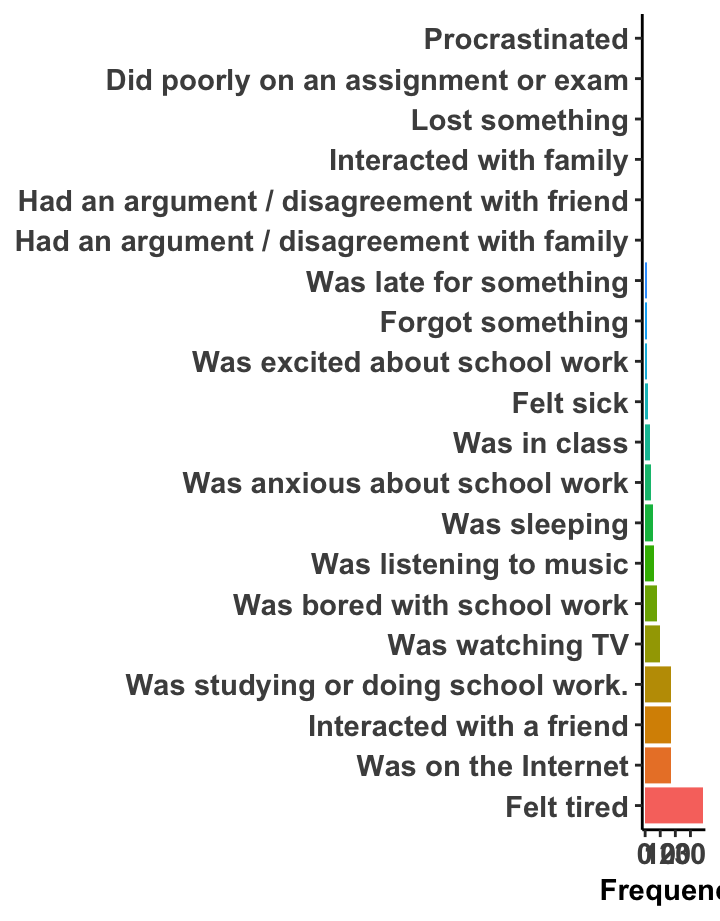 Procrastinated
Did poorly on an assignment or exam
Lost something
Interacted with family
Had an argument / disagreement with friend
Had an argument / disagreement with family
Was late for something
Forgot something
Was excited about school work
Felt sick
Was in class
Was anxious about school work
Was sleeping
Was listening to music
Was bored with school work
Was watching TV
Was studying or doing school work.
Interacted with a friend
Was on the Internet
Felt tired
Frequenc